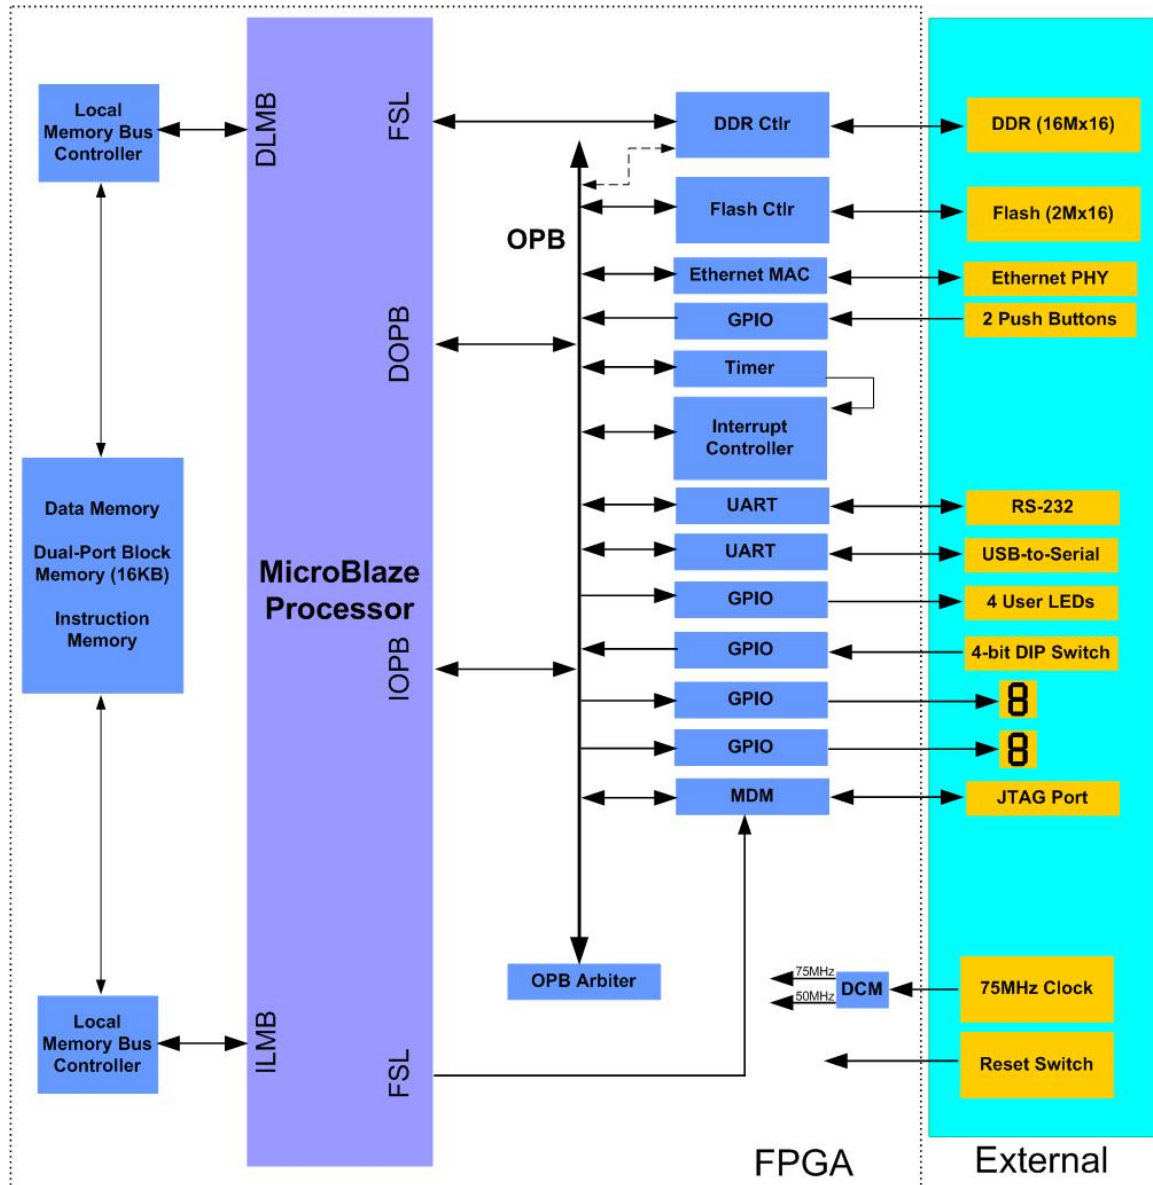 Local
Memory Bus
Controller
DLMB
FSL
DDR Ctlr
DDR (16Mx16)
Flash Ctlr
Flash (2Mx16)
OPB
Ethernet MAC
Ethernet PHY
GPIO
2 Push Buttons
DOPB
Timer
Interrupt
Controller
Data Memory
Dual-Port Block
Memory (16KB)
Instruction
Memory
MicroBlaze
Processor
UART
RS-232
UART
USB-to-Serial
GPIO
4 User LEDs
IOPB
GPIO
4-bit DIP Switch
GPIO
8
GPIO
8
MDM
JTAG Port
OPB Arbiter
75MHz
50MHz
DCM
75MHz Clock
Local
Memory Bus
Controller
ILMB
FSL
Reset Switch
FPGA
External